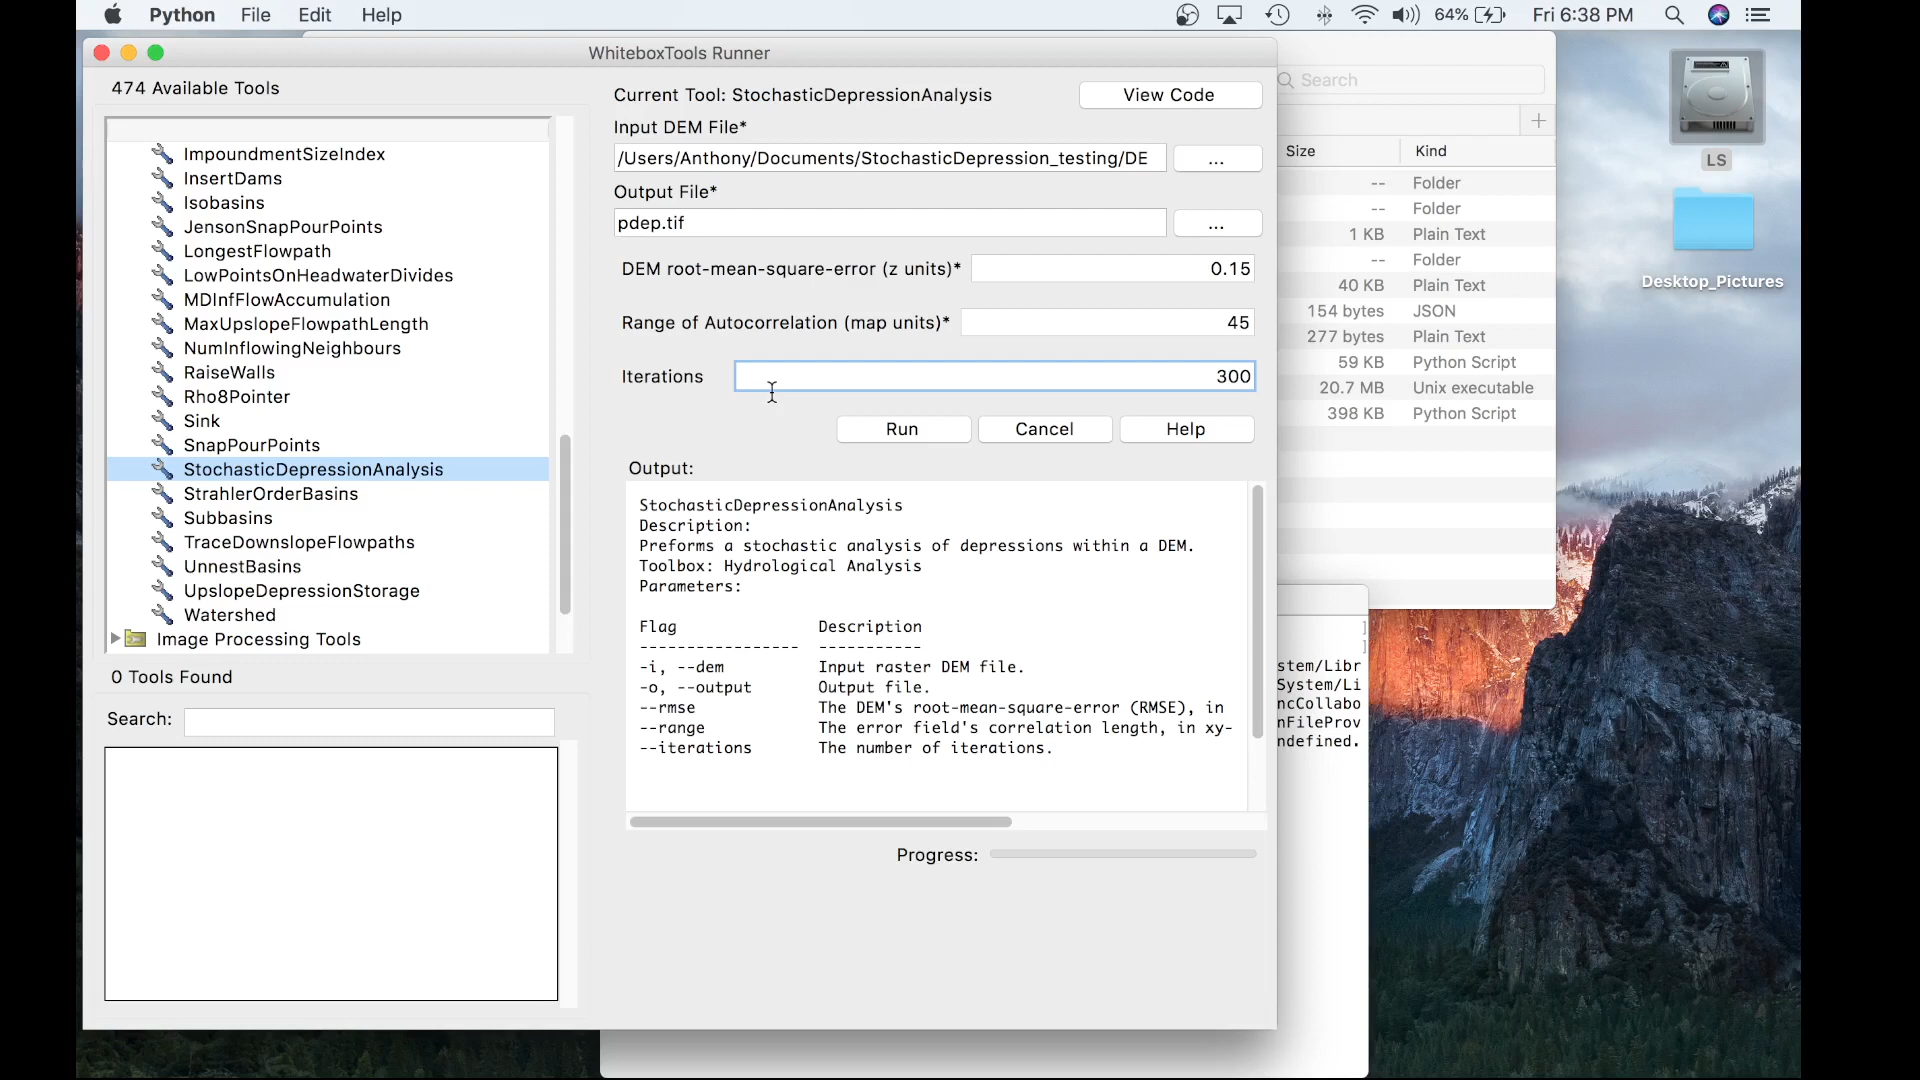 Python File Edit Help
64% Fri 6:38 PM
WhiteboxTools Runner
474 Available Tools
ImpoundmentSizeIndex
InsertDams
Isobasins
JensonSnapPourPoints
LongestFlowpath
LowPointsOnHeadwaterDivides
MDInfFlowAccumulation
MaxUpslopeFlowpathLength
NumInflowingNeighbours
RaiseWalls
Rho8Pointer
Sink
SnapPourPoints
StochasticDepressionAnalysis
StrahlerOrderBasins
Subbasins
TraceDownslopeFlowpaths
UnnestBasins
UpslopeDepressionStorage
Watershed
Image Processing Tools
0 Tools Found
Search:
Current Tool: StochasticDepressionAnalysis View Code
Input DEM File*
/Users/Anthony/Documents/StochasticDepression_testing/DE ...
Output File*
pdep.tif ...
DEM root-mean-square-error (z units)* 0.15
Range of Autocorrelation (map units)* 45
Iterations 300
Run Cancel Help
Output:
StochasticDepressionAnalysis
Description:
Preforms a stochastic analysis of depressions within a DEM.
Toolbox: Hydrological Analysis
Parameters:
Flag Description
----------------- -----------
-i, --dem Input raster DEM file.
-o, --output Output file.
--rmse The DEM's root-mean-square-error (RMSE), in
--range The error field's correlation length, in xy-
--iterations The number of iterations.
Progress:
Search
Size Kind
-- Folder
-- Folder
1 KB Plain Text
-- Folder
40 KB Plain Text
154 bytes JSON
277 bytes Plain Text
59 KB Python Script
20.7 MB Unix executable
398 KB Python Script
]
]
stem/Libr
System/Li
ncCollabo
nFileProv
ndefined.
LS
Desktop_Pictures